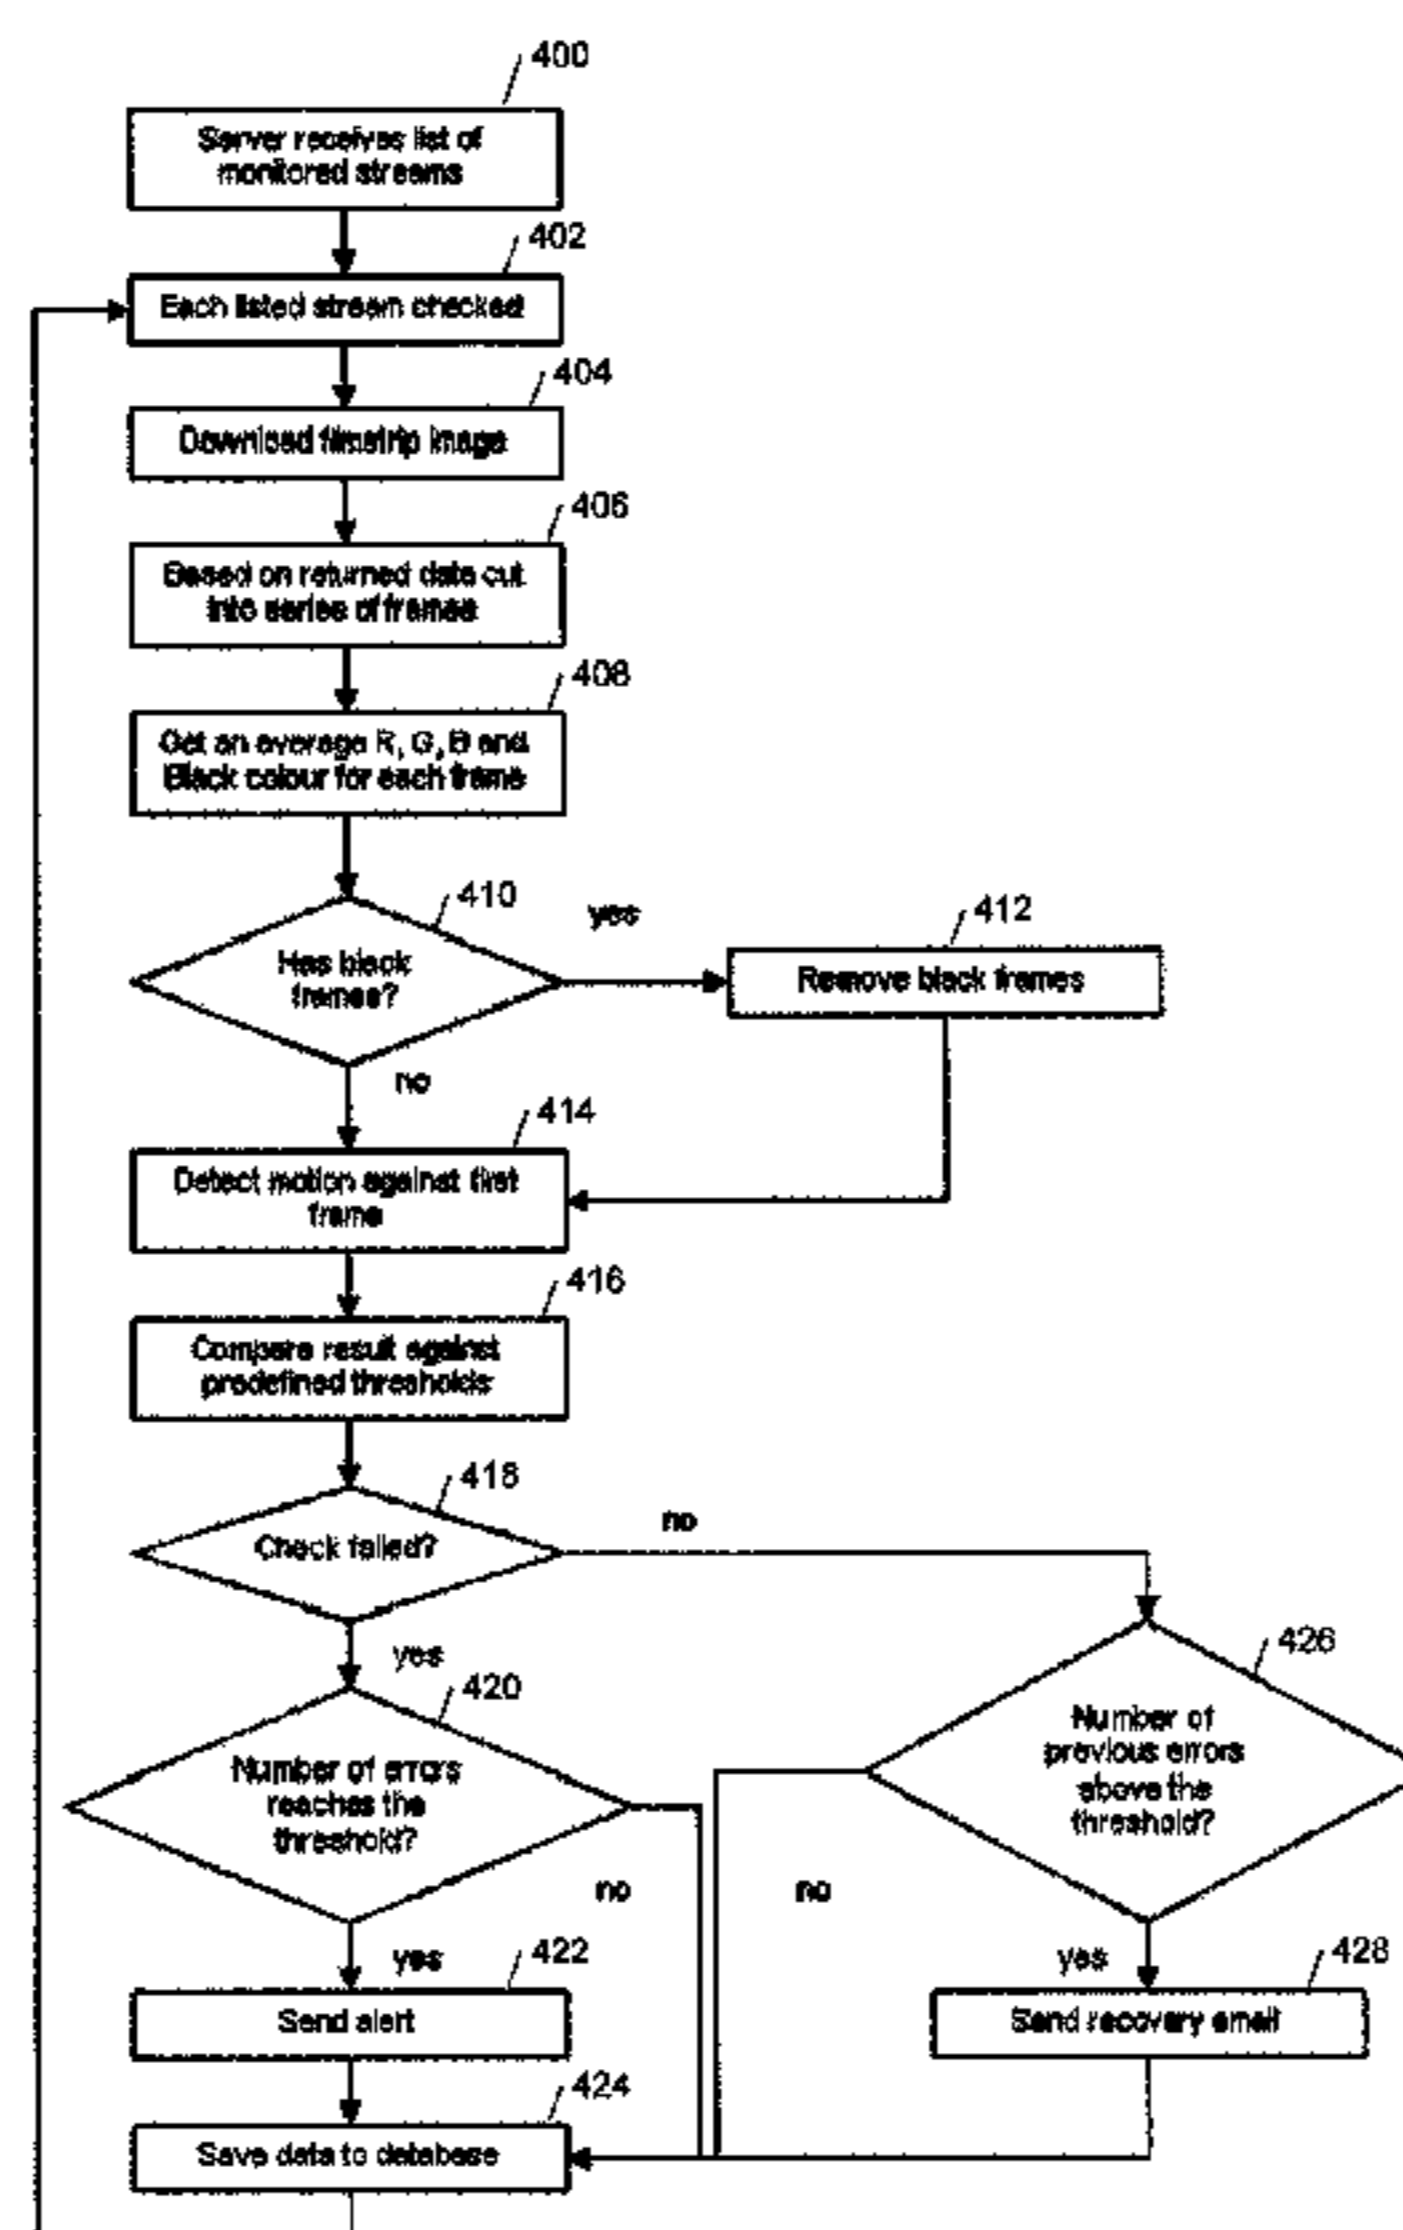 400
Server receives list of
monitored streams
402
Each listed stream checked
404
Download filmstrip image
406
Based on returned data cut
into series of frames
408
Get an average R, G, B and
Black colour for each frame
410
Has black
frames?
yes
412
Remove black frames
no
414
Detect motion against first
frame
416
Compare result against
predefined thresholds
418
Check failed?
no
yes
420
Number of errors
reaches the
threshold?
no
426
Number of
previous errors
above the
threshold?
no
yes
422
Send alert
yes
428
Send recovery email
424
Save data to database